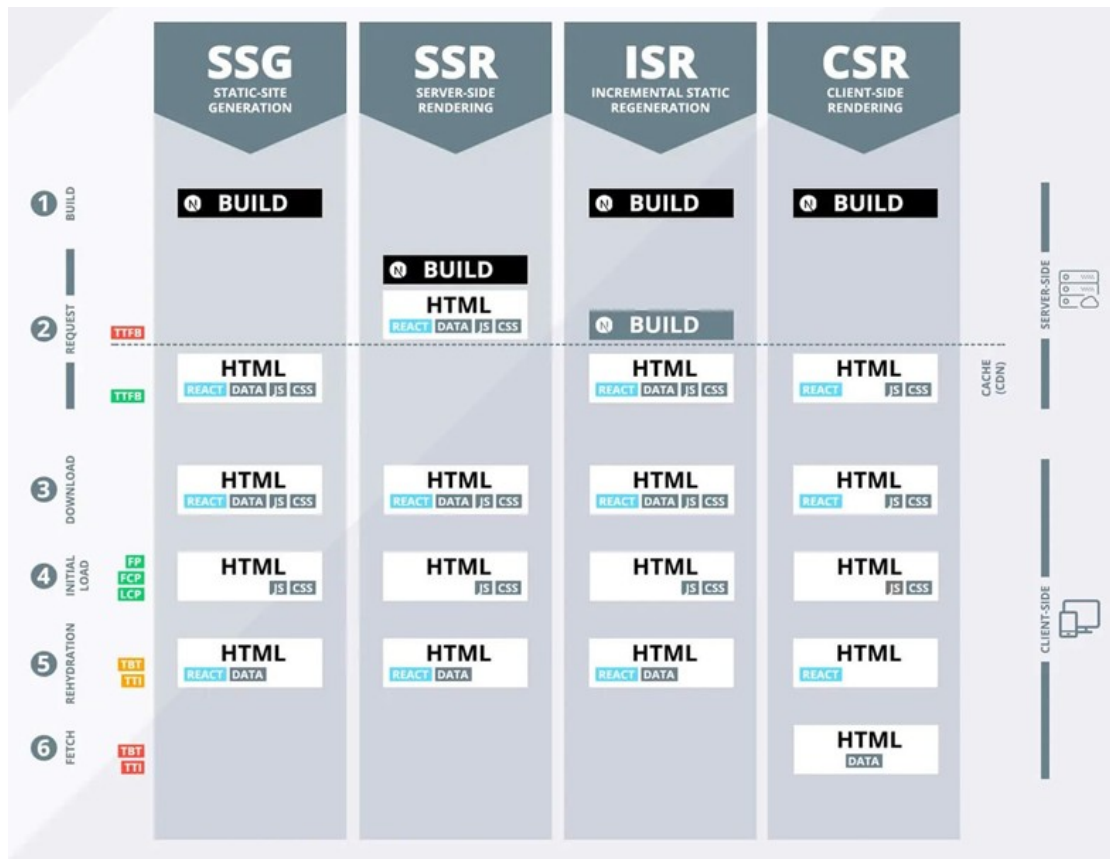 SSG
STATIC-SITE
GENERATION
SSR
SERVER-SIDE
RENDERING
ISR
INCREMENTAL STATIC
REGENERATION
CSR
CLIENT-SIDE
RENDERING
1 BUILD
N BUILD
N BUILD
N BUILD
2 REQUEST
N BUILD
HTML
REACT DATA JS CSS
N BUILD
TTFB
TTFB
HTML
REACT DATA JS CSS
HTML
REACT DATA JS CSS
HTML
REACT JS CSS
3 DOWNLOAD
HTML
REACT DATA JS CSS
HTML
REACT DATA JS CSS
HTML
REACT DATA JS CSS
HTML
REACT JS CSS
4 INITIAL
LOAD
FP
FCP
LCP
HTML
JS CSS
HTML
JS CSS
HTML
JS CSS
HTML
JS CSS
5 REHYDRATION
TBT
TTI
HTML
REACT DATA
HTML
REACT DATA
HTML
REACT DATA
HTML
REACT
6 FETCH
TBT
TTI
HTML
DATA
SERVER-SIDE
CACHE
(CDN)
CLIENT-SIDE